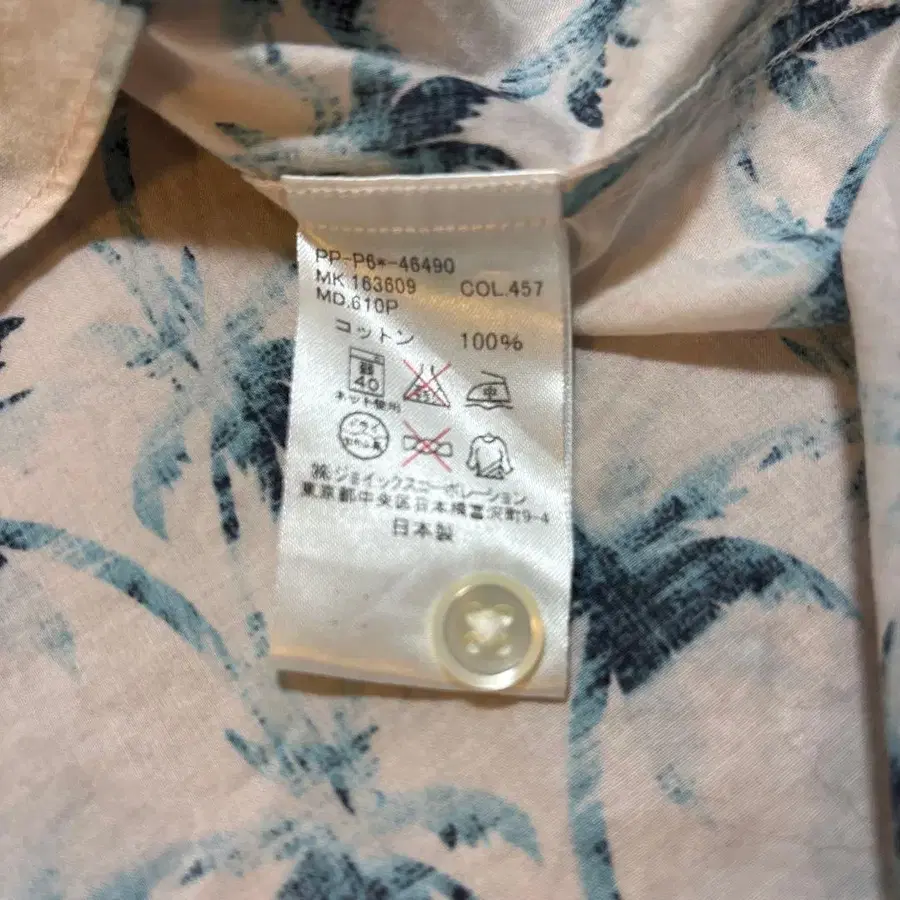 PP-P6*-46490
MK.163609 COL.457
MD.610P
コットン 100%
40 中
ネット使用
ドライ
㈱ジョイックスコーポレーション
東京都中央区日本橋富沢町9-4
日本製